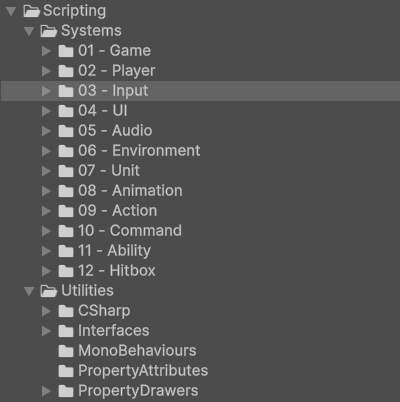 Scripting
Systems
01 - Game
02 - Player
03 - Input
04 - UI
05 - Audio
06 - Environment
07 - Unit
08 - Animation
09 - Action
10 - Command
11 - Ability
12 - Hitbox
Utilities
CSharp
Interfaces
MonoBehaviours
PropertyAttributes
PropertyDrawers